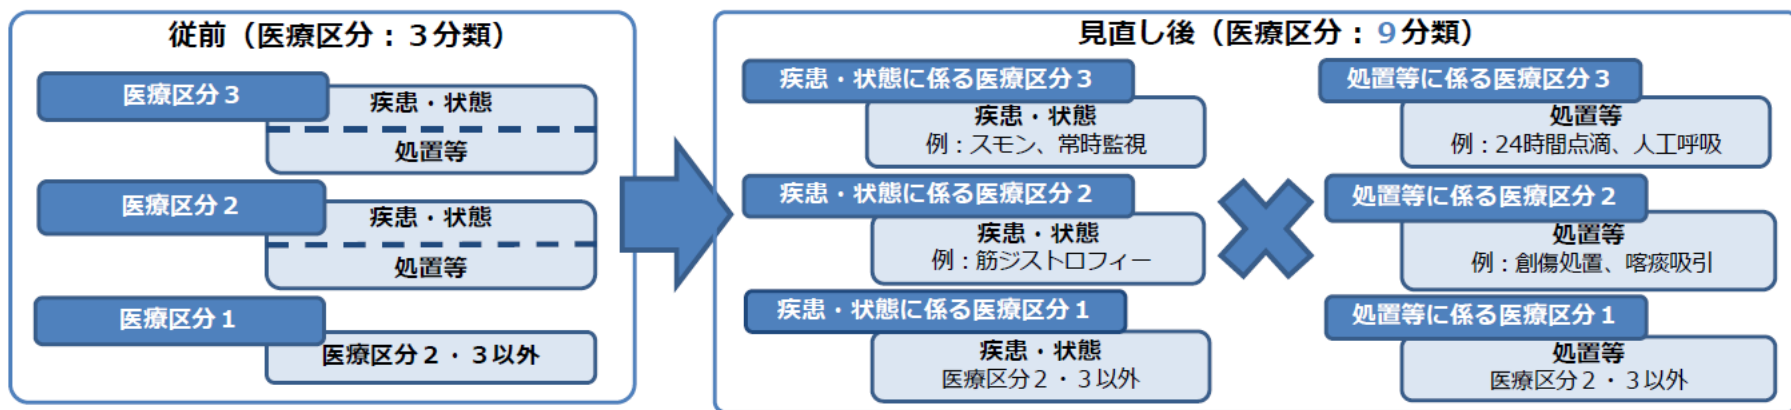 従前（医療区分：３分類）
医療区分３
疾患・状態
処置等
医療区分２
疾患・状態
処置等
医療区分１
医療区分２・３以外
見直し後（医療区分：９分類）
疾患・状態に係る医療区分３
疾患・状態
例：スモン、常時監視
処置等に係る医療区分３
処置等
例：24時間点滴、人工呼吸
疾患・状態に係る医療区分２
疾患・状態
例：筋ジストロフィー
処置等に係る医療区分２
処置等
例：創傷処置、喀痰吸引
疾患・状態に係る医療区分１
疾患・状態
医療区分２・３以外
処置等に係る医療区分１
処置等
医療区分２・３以外